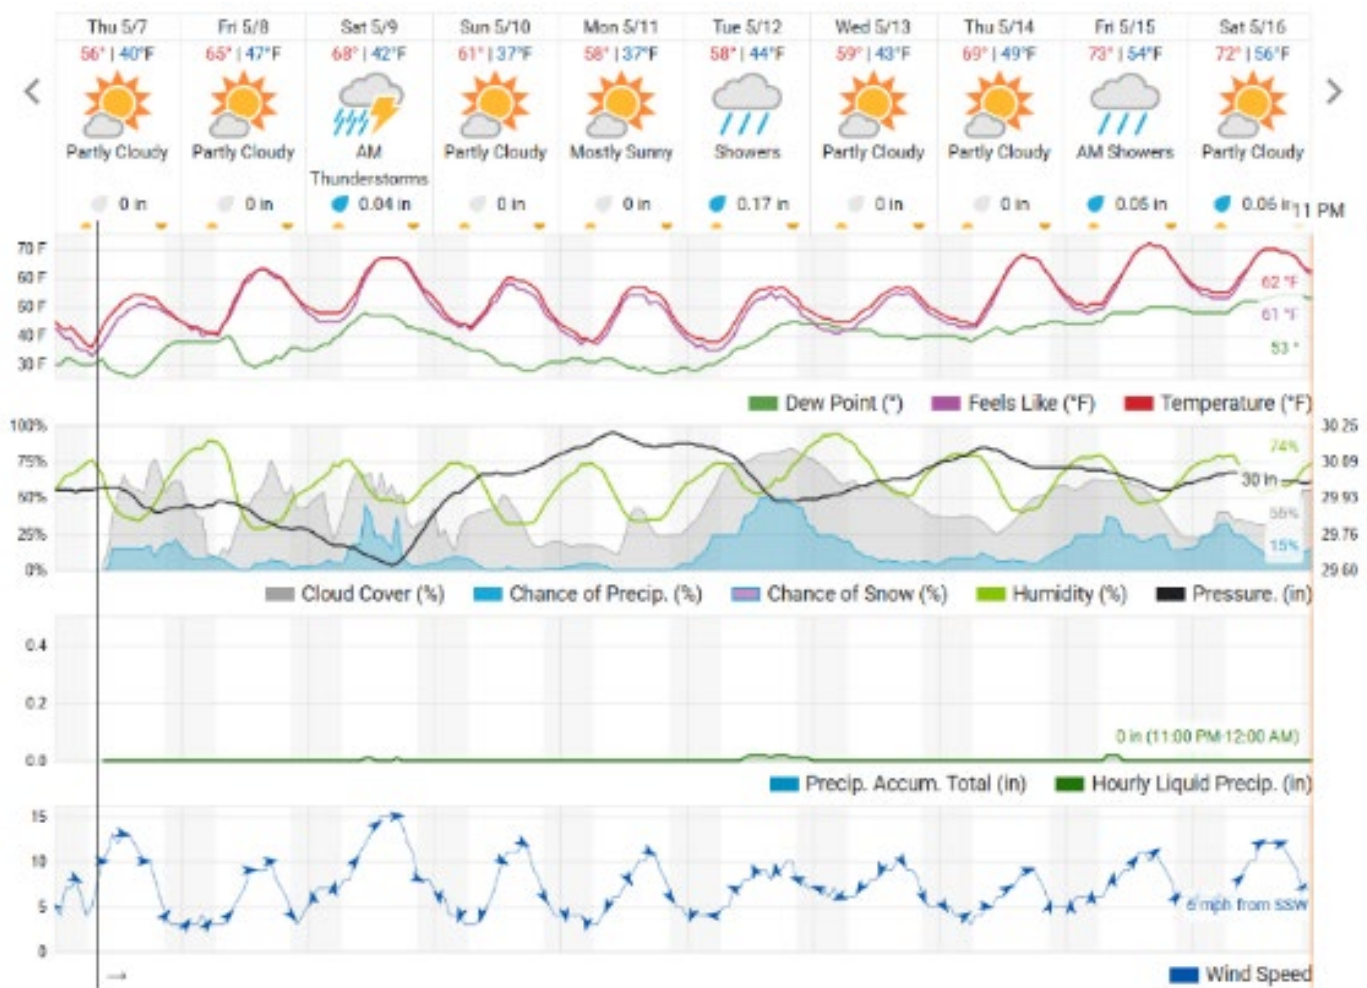 Thu 5/7 Fri 5/8 Sat 5/9 Sun 5/10 Mon 5/11 Tue 5/12 Wed 5/13 Thu 5/14 Fri 5/15 Sat 5/16
56° | 40°F 65° | 47°F 68° | 42°F 61° | 37°F 58° | 37°F 58° | 44°F 59° | 43°F 69° | 49°F 73° | 54°F 72° | 56°F
Partly Cloudy Partly Cloudy AM Partly Cloudy Mostly Sunny Showers Partly Cloudy Partly Cloudy AM Showers Partly Cloudy
Thunderstorms
0 in 0 in 0.04 in 0 in 0 in 0.17 in 0 in 0 in 0.05 in 0.06 in
11 PM
70 F
60 F
62 °F
50 F
61 °F
40 F
53 °
30 F
Dew Point (°) Feels Like (°F) Temperature (°F)
100% 30.25
74%
75% 30.09
30 in
50% 29.93
55%
25% 29.76
15%
0% 29.60
Cloud Cover (%) Chance of Precip. (%) Chance of Snow (%) Humidity (%) Pressure. (in)
0.4
0.2
0 in (11:00 PM-12:00 AM)
0.0
Precip. Accum. Total (in) Hourly Liquid Precip. (in)
15
10
5
6 mph from SSW
0
Wind Speed